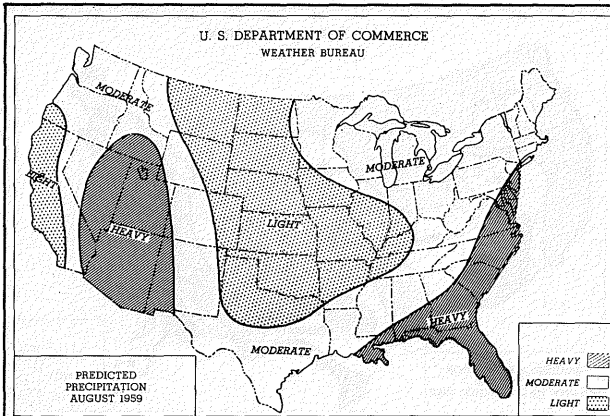 U. S. DEPARTMENT OF COMMERCE
WEATHER BUREAU
MODERATE
MODERATE
LIGHT
LIGHT
HEAVY
HEAVY
MODERATE
PREDICTED
PRECIPITATION
AUGUST 1959
HEAVY
MODERATE
LIGHT